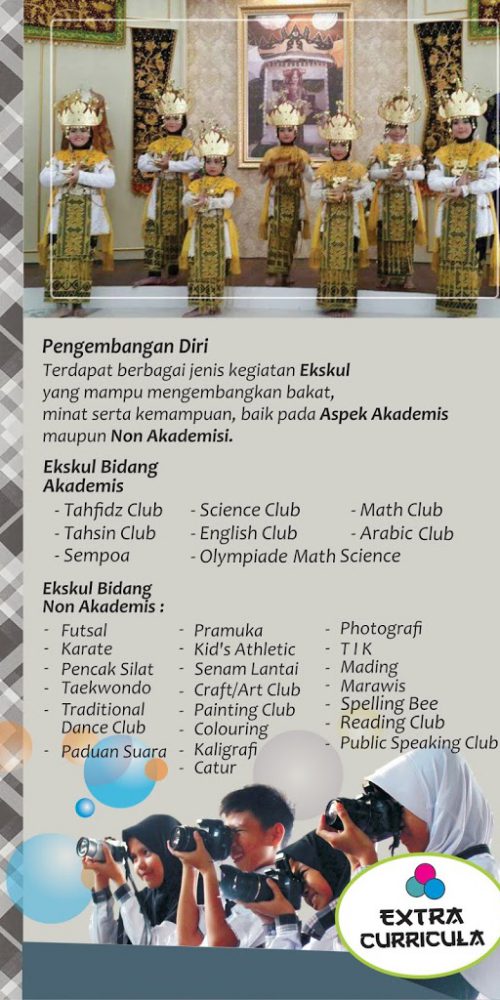 Pengembangan Diri
Terdapat berbagai jenis kegiatan Ekskul
yang mampu mengembangkan bakat,
minat serta kemampuan, baik pada Aspek Akademis
maupun Non Akademisi.
Ekskul Bidang
Akademis
- Tahfidz Club - Science Club - Math Club
- Tahsin Club - English Club - Arabic Club
- Sempoa - Olympiade Math Science
Ekskul Bidang
Non Akademis :
- Futsal
- Karate
- Pencak Silat
- Taekwondo
- Traditional
Dance Club
- Paduan Suara
- Pramuka
- Kid's Athletic
- Senam Lantai
- Craft/Art Club
- Painting Club
- Colouring
- Kaligrafi
- Catur
- Photografi
- T I K
- Mading
- Marawis
- Spelling Bee
- Reading Club
- Public Speaking Club
EXTRA
CURRICULA